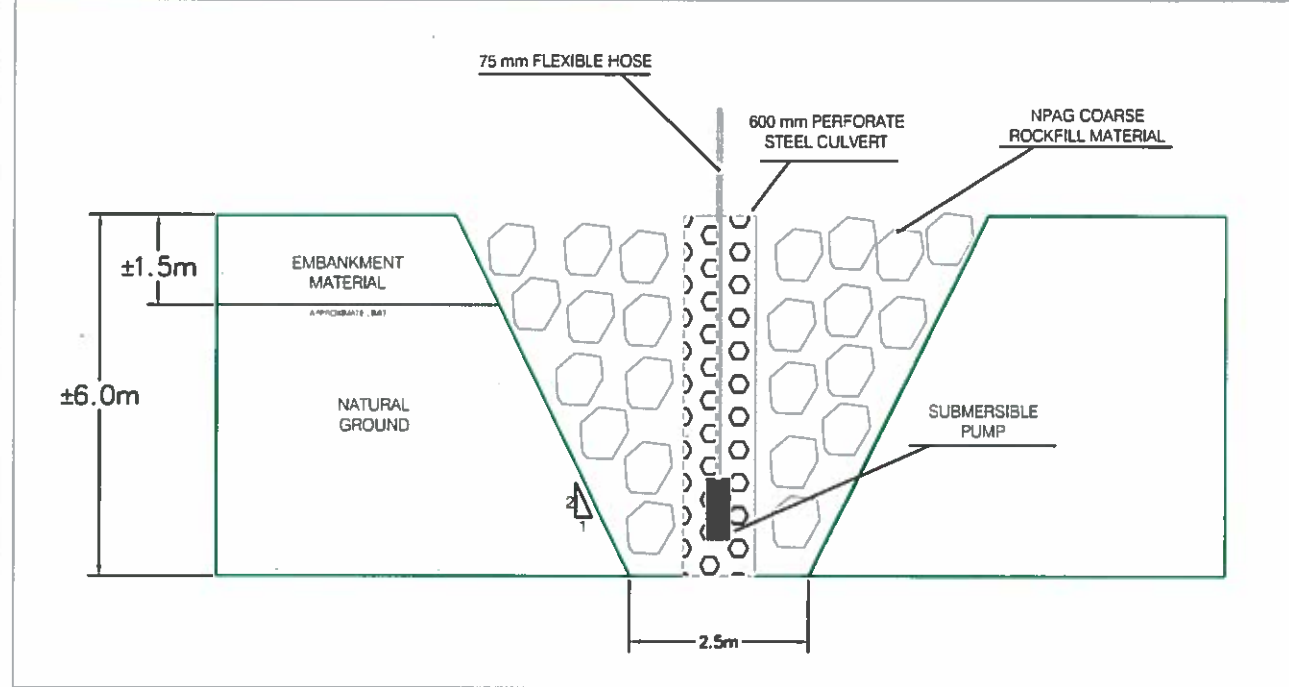 75 mm FLEXIBLE HOSE
600 mm PERFORATE
STEEL CULVERT
NPAG COARSE
ROCKFILL MATERIAL
±1.5m
EMBANKMENT
MATERIAL
APPROXIMATE
±6.0m
NATURAL
GROUND
SUBMERSIBLE
PUMP
2
1
2.5m